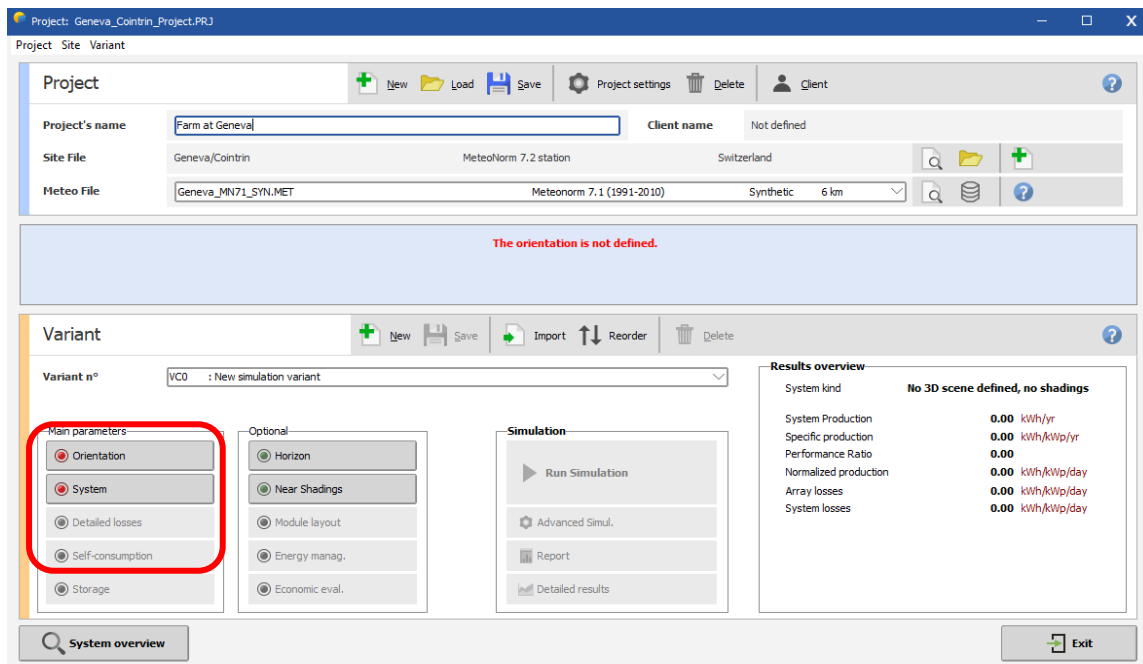 Project: Geneva_Cointrin_Project.PRJ
Project Site Variant
Project New Load Save Project settings Delete Client
Project's name Farm at Geneva Client name Not defined
Site File Geneva/Cointrin MeteoNorm 7.2 station Switzerland
Meteo File Geneva_MN71_SYN.MET Meteonorm 7.1 (1991-2010) Synthetic 6 km
The orientation is not defined.
Variant New Save Import Reorder Delete
Variant n° VC0 : New simulation variant
Main parameters
Orientation
System
Detailed losses
Self-consumption
Storage
Optional
Horizon
Near Shadings
Module layout
Energy manag.
Economic eval.
Simulation
Run Simulation
Advanced Simul.
Report
Detailed results
Results overview
System kind No 3D scene defined, no shadings
System Production 0.00 kWh/yr
Specific production 0.00 kWh/kWp/yr
Performance Ratio 0.00
Normalized production 0.00 kWh/kWp/day
Array losses 0.00 kWh/kWp/day
System losses 0.00 kWh/kWp/day
System overview Exit